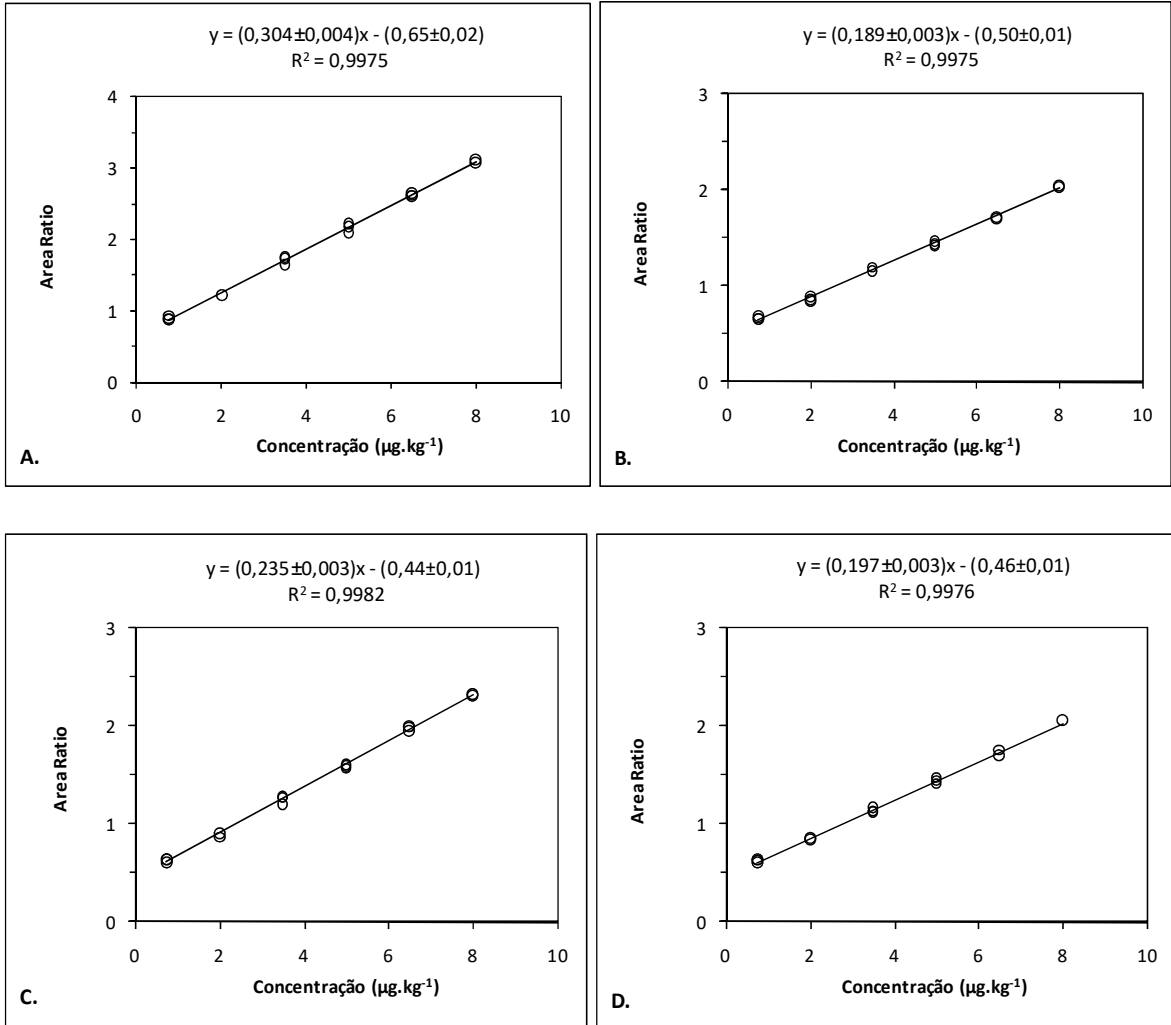 y = (0,304±0,004)x - (0,65±0,02)
R² = 0,9975
4
3
2
1
0
Area Ratio
0 2 4 6 8 10
Concentração (µg.kg⁻¹)
A.
y = (0,189±0,003)x - (0,50±0,01)
R² = 0,9975
3
2
1
0
Area Ratio
0 2 4 6 8 10
Concentração (µg.kg⁻¹)
B.
y = (0,235±0,003)x - (0,44±0,01)
R² = 0,9982
3
2
1
0
Area Ratio
0 2 4 6 8 10
Concentração (µg.kg⁻¹)
C.
y = (0,197±0,003)x - (0,46±0,01)
R² = 0,9976
3
2
1
0
Area Ratio
0 2 4 6 8 10
Concentração (µg.kg⁻¹)
D.